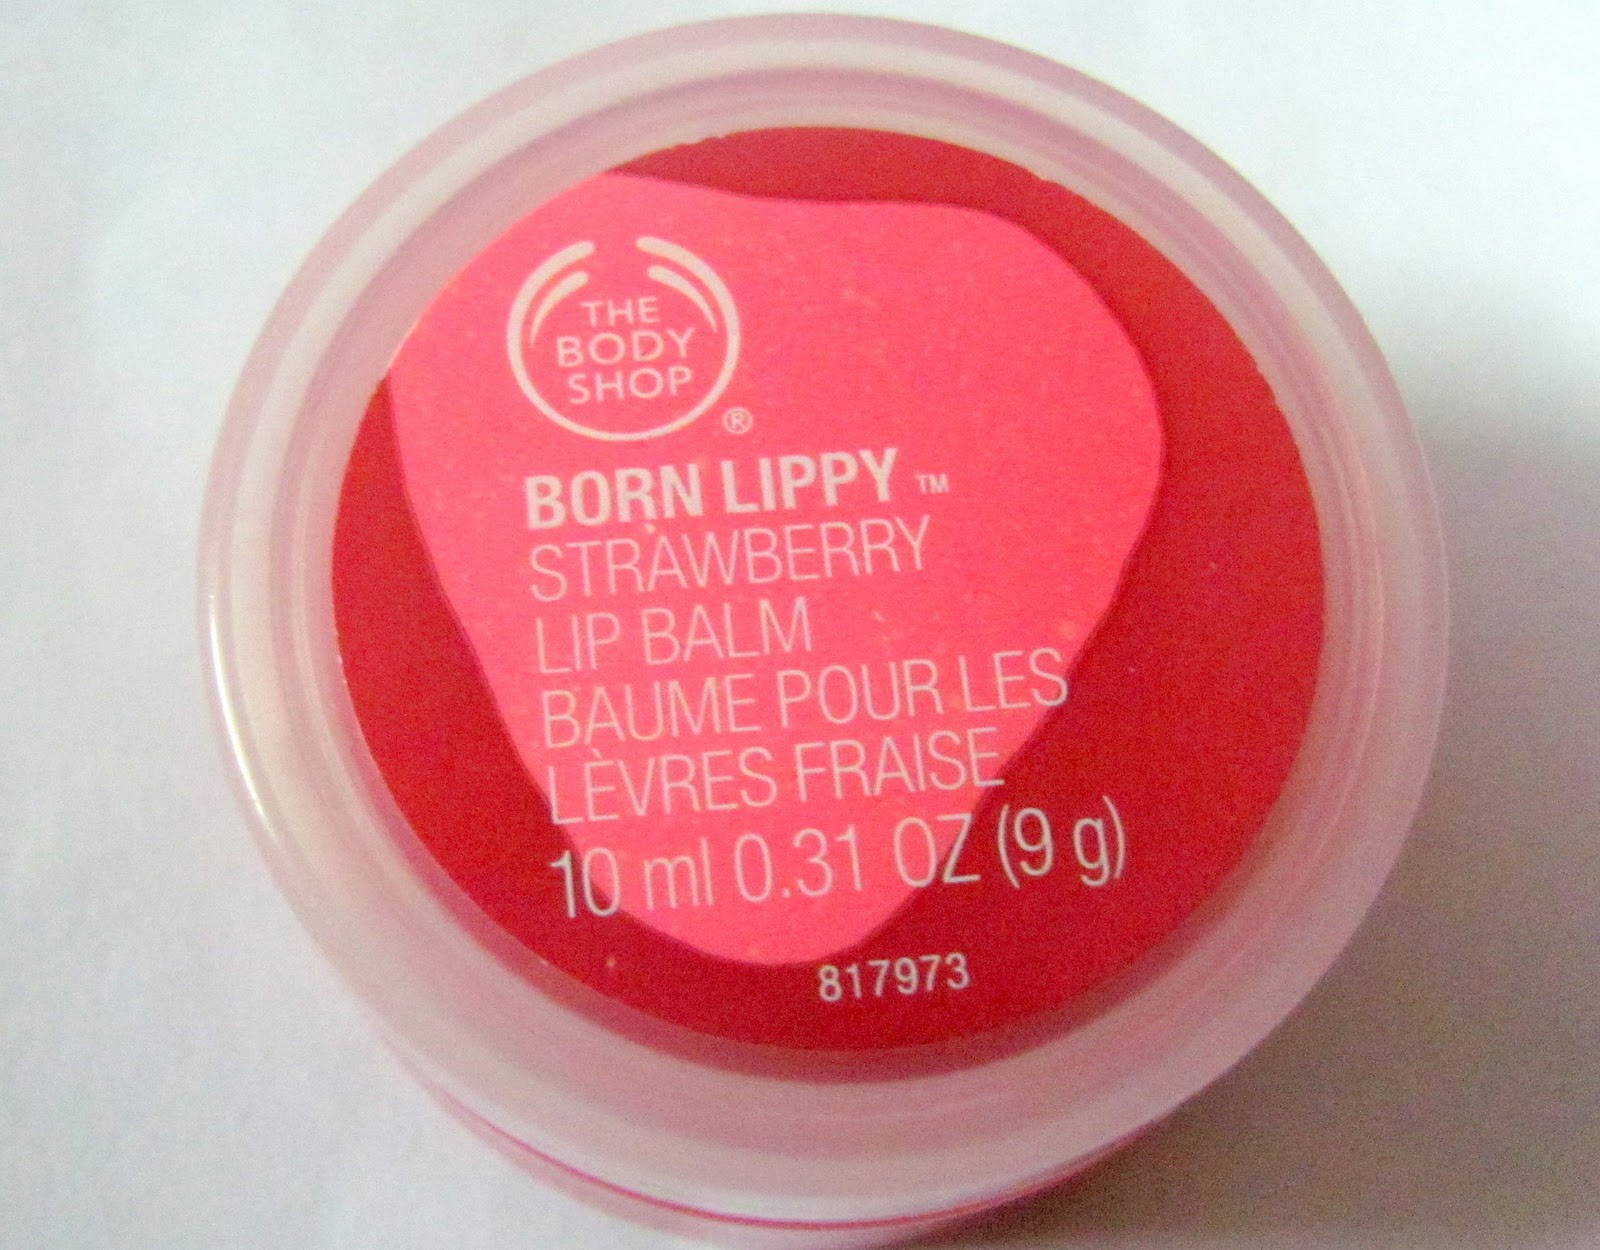 THE
BODY
SHOP
®
BORN LIPPY ™
STRAWBERRY
LIP BALM
BAUME POUR LES
LÈVRES FRAISE
10 ml 0.31 OZ (9 g)
817973